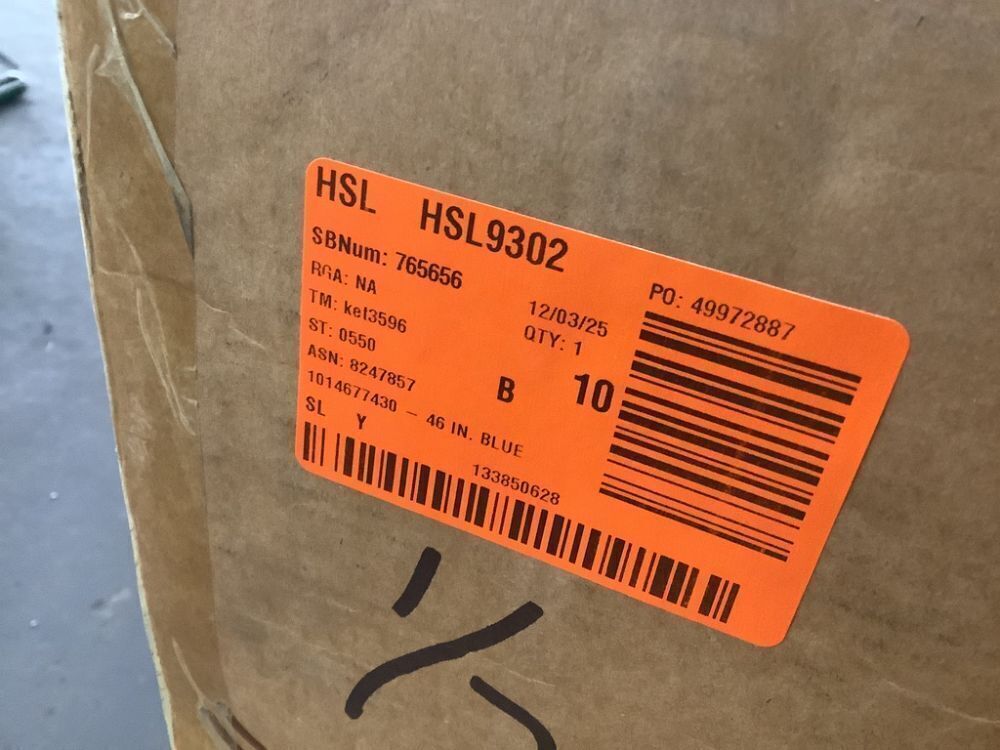 HSL HSL9302
SBNum: 765656
RGA: NA
12/03/25
PO: 49972887
TM: kel3596
QTY: 1
ST: 0550
ASN: 8247857
B 10
1014677430 – 46 IN. BLUE
SL Y
133850628